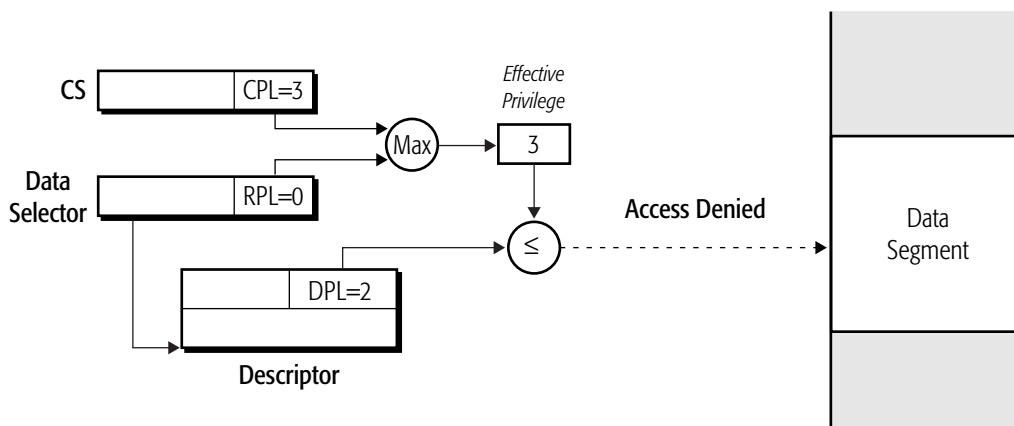 Effective
Privilege
CS
CPL=3
Max
3
Data
Selector
RPL=0
Access Denied
Data
Segment
≤
DPL=2
Descriptor